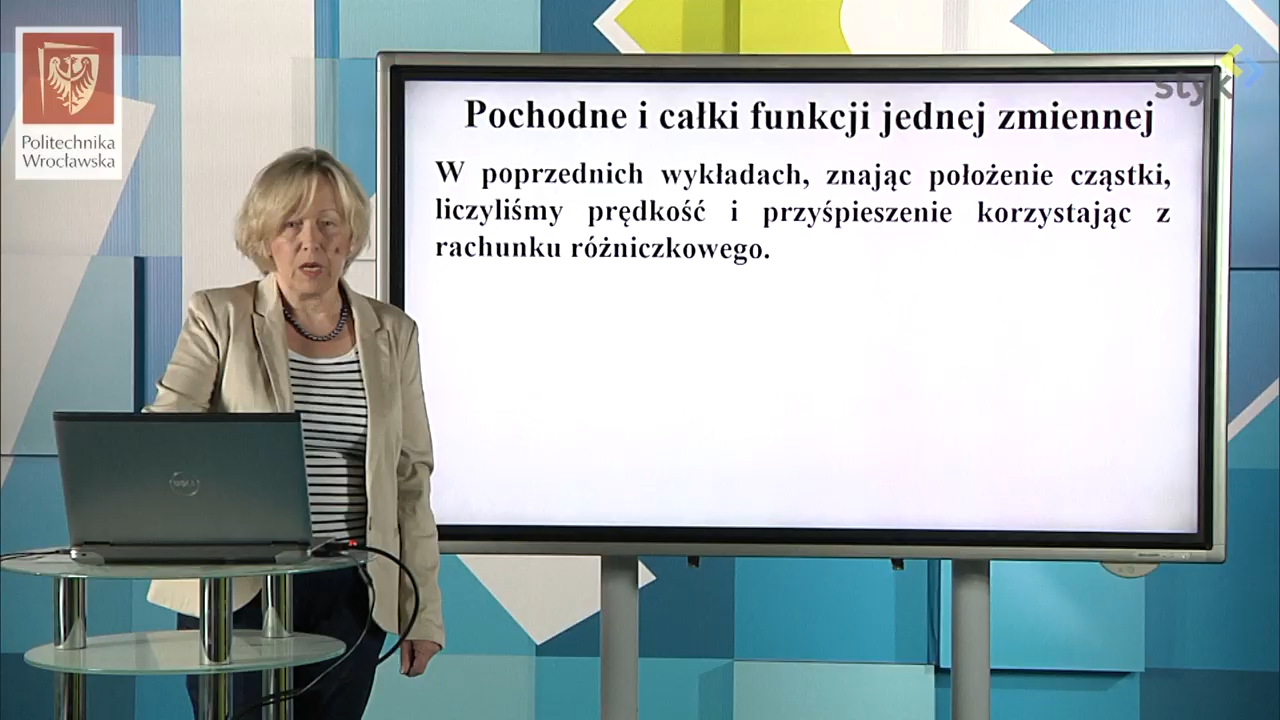 Politechnika
Wrocławska
styk
Pochodne i całki funkcji jednej zmiennej
W poprzednich wykładach, znając położenie cząstki,
liczyliśmy prędkość i przyśpieszenie korzystając z
rachunku różniczkowego.
DELL